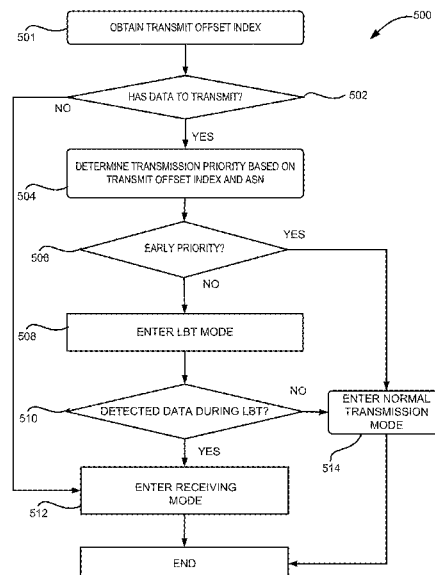 500
501
OBTAIN TRANSMIT OFFSET INDEX
NO
HAS DATA TO TRANSMIT?
502
YES
DETERMINE TRANSMISSION PRIORITY BASED ON
TRANSMIT OFFSET INDEX AND ASN
504
EARLY PRIORITY?
YES
506
NO
ENTER LBT MODE
508
NO
DETECTED DATA DURING LBT?
510
ENTER NORMAL
TRANSMISSION
MODE
514
YES
ENTER RECEIVING
MODE
512
END